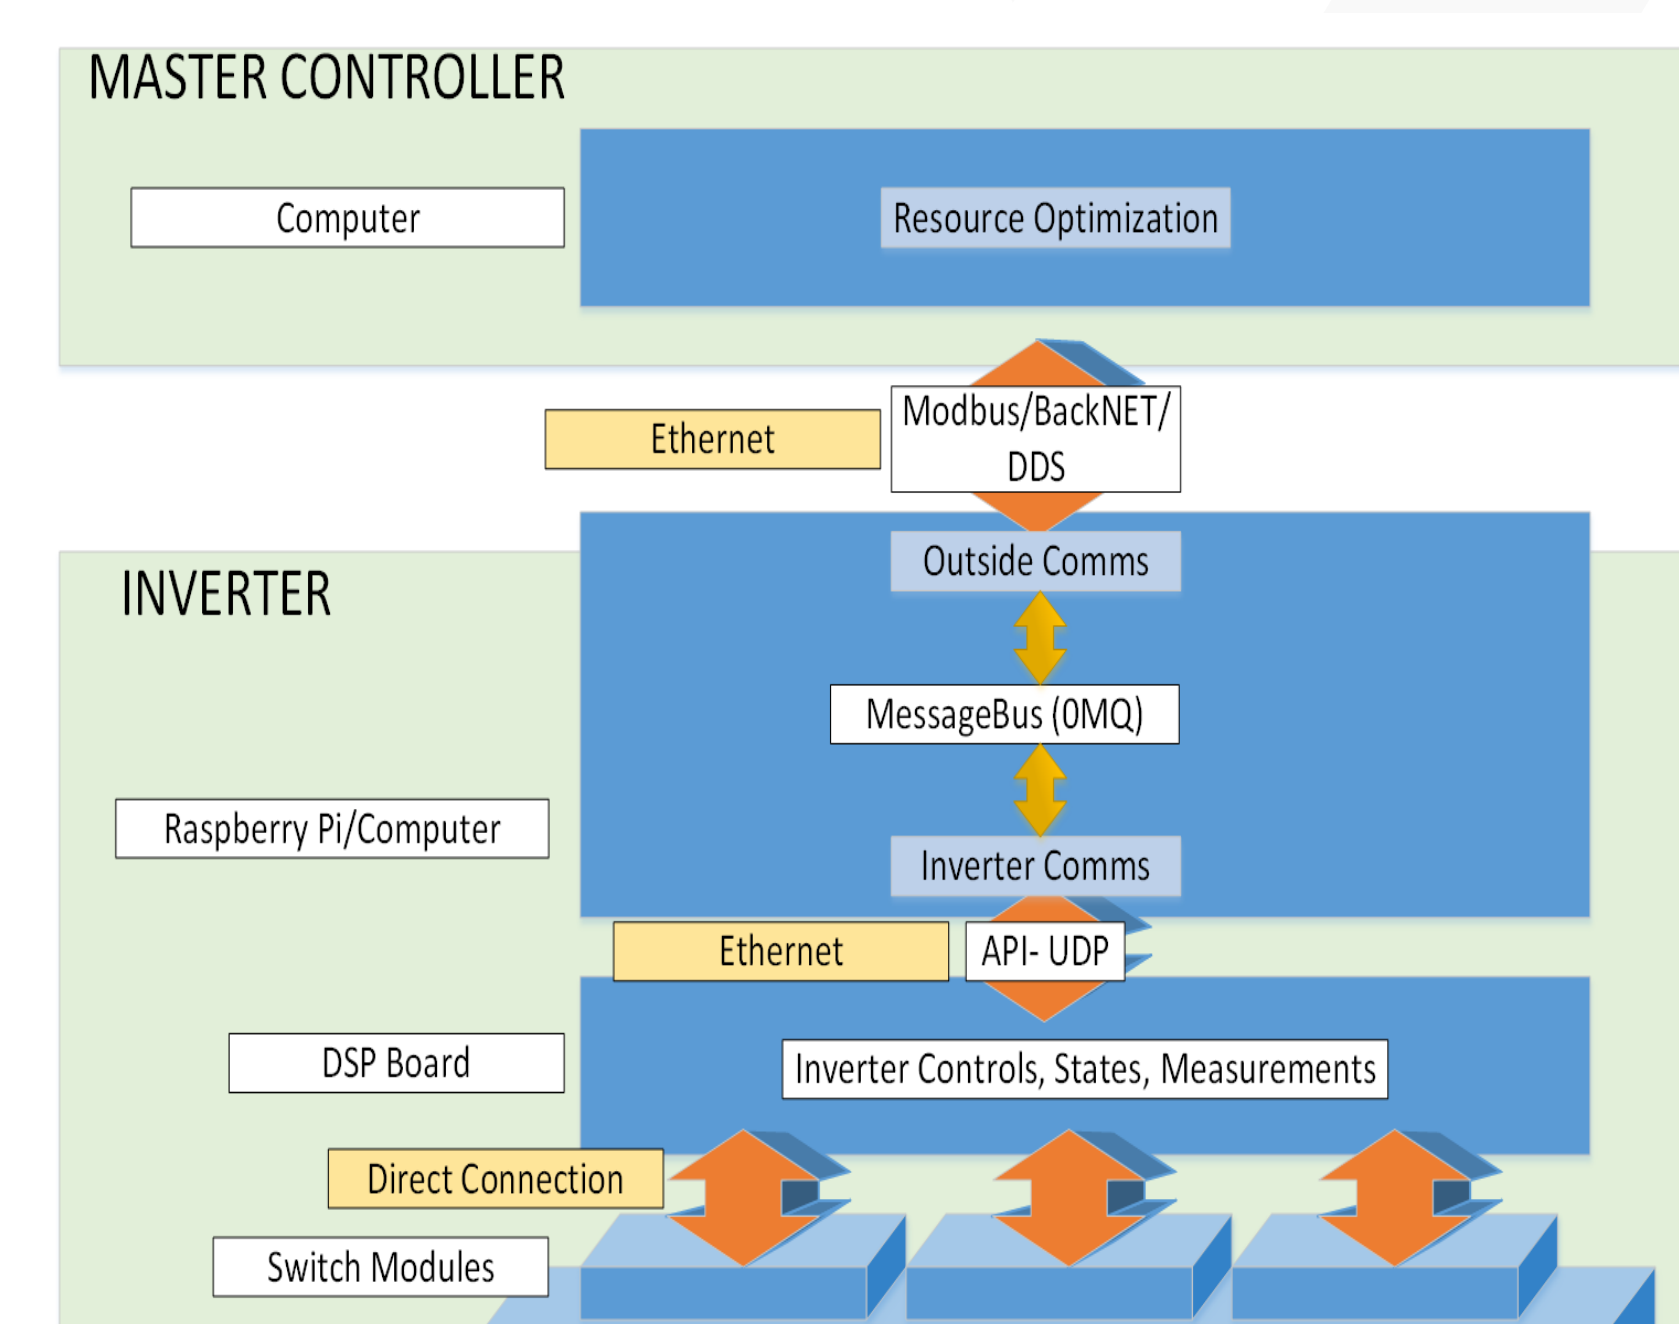 MASTER CONTROLLER
Computer
Resource Optimization
Ethernet
Modbus/BackNET/
DDS
Outside Comms
INVERTER
MessageBus (0MQ)
Raspberry Pi/Computer
Inverter Comms
Ethernet
API- UDP
DSP Board
Inverter Controls, States, Measurements
Direct Connection
Switch Modules